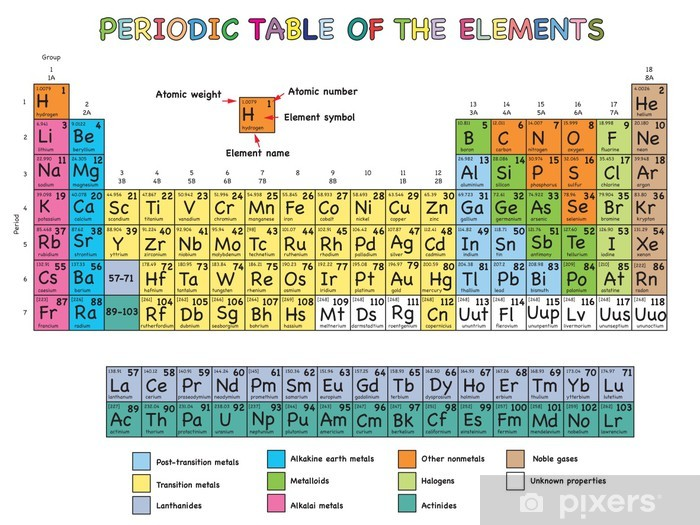 PERIODIC TABLE OF THE ELEMENTS
Group
1 18
1A 8A
Atomic weight Atomic number
Element symbol
Element name
1.0079 1
H
hydrogen
2 13 14 15 16 17
2A 3A 4A 5A 6A 7A
3 4 5 6 7 8 9 10 11 12
3B 4B 5B 6B 7B 8B 1B 2B
Period
1
1.0079 1 4.0026 2
H He
hydrogen helium
2
3 4 5 6 7 8 9 10
Li Be B C N O F Ne
lithium beryllium boron carbon nitrogen oxygen fluorine neon
3
11 12 13 14 15 16 17 18
Na Mg Al Si P S Cl Ar
sodium magnesium aluminium silicon phosphorus sulfur chlorine argon
4
19 20 21 22 23 24 25 26 27 28 29 30 31 32 33 34 35 36
K Ca Sc Ti V Cr Mn Fe Co Ni Cu Zn Ga Ge As Se Br Kr
potassium calcium scandium titanium vanadium chromium manganese iron cobalt nickel copper zinc gallium germanium arsenic selenium bromine krypton
5
37 38 39 40 41 42 43 44 45 46 47 48 49 50 51 52 53 54
Rb Sr Y Zr Nb Mo Tc Ru Rh Pd Ag Cd In Sn Sb Te I Xe
rubidium strontium yttrium zirconium niobium molybdenum technetium ruthenium rhodium palladium silver cadmium indium tin antimony tellurium iodine xenon
6
55 56 57-71 72 73 74 75 76 77 78 79 80 81 82 83 84 85 86
Cs Ba Hf Ta W Re Os Ir Pt Au Hg Tl Pb Bi Po At Rn
cesium barium hafnium tantalum tungsten rhenium osmium iridium platinum gold mercury thallium lead bismuth polonium astatine radon
7
87 88 89-103 104 105 106 107 108 109 110 111 112 113 114 115 116 117 118
Fr Ra Rf Db Sg Bh Hs Mt Ds Rg Cn Uut Fl Uup Lv Uus Uuo
francium radium rutherfordium dubnium seaborgium bohrium hassium meitnerium darmstadtium roentgenium copernicium ununtrium flerovium ununpentium livermorium ununseptium ununoctium
57 58 59 60 61 62 63 64 65 66 67 68 69 70 71
La Ce Pr Nd Pm Sm Eu Gd Tb Dy Ho Er Tm Yb Lu
lanthanum cerium praseodymium neodymium promethium samarium europium gadolinium terbium dysprosium holmium erbium thulium ytterbium lutetium
89 90 91 92 93 94 95 96 97 98 99 100 101 102 103
Ac Th Pa U Np Pu Am Cm Bk Cf Es Fm Md No Lr
actinium thorium protactinium uranium neptunium plutonium americium curium berkelium californium einsteinium fermium mendelevium nobelium lawrencium
Post-transition metals Alkakine earth metals Other nonmetals Noble gases
Transition metals Metalloids Halogens Unknown properties
Lanthanides Alkalai metals Actinides
pixers